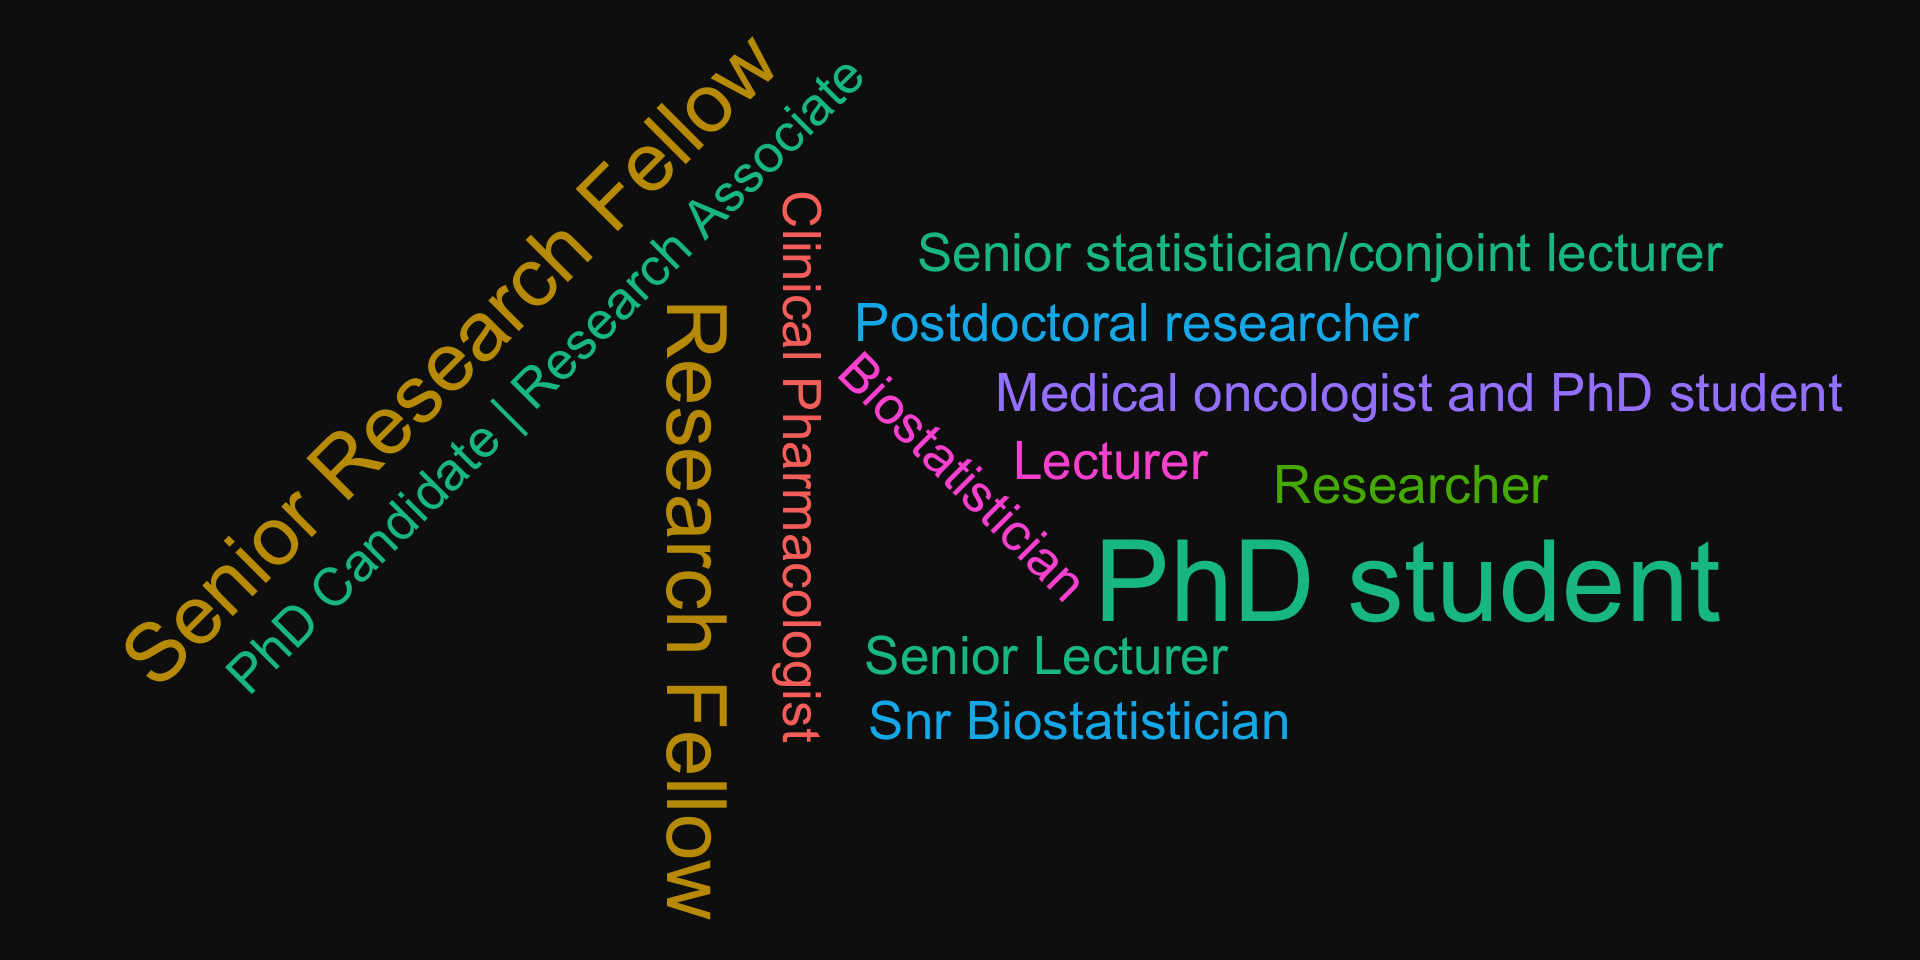 Senior Research Fellow
PhD Candidate | Research Associate
Research Fellow
Clinical Pharmacologist
Senior statistician/conjoint lecturer
Postdoctoral researcher
Biostatistician
Medical oncologist and PhD student
Lecturer
Researcher
PhD student
Senior Lecturer
Snr Biostatistician